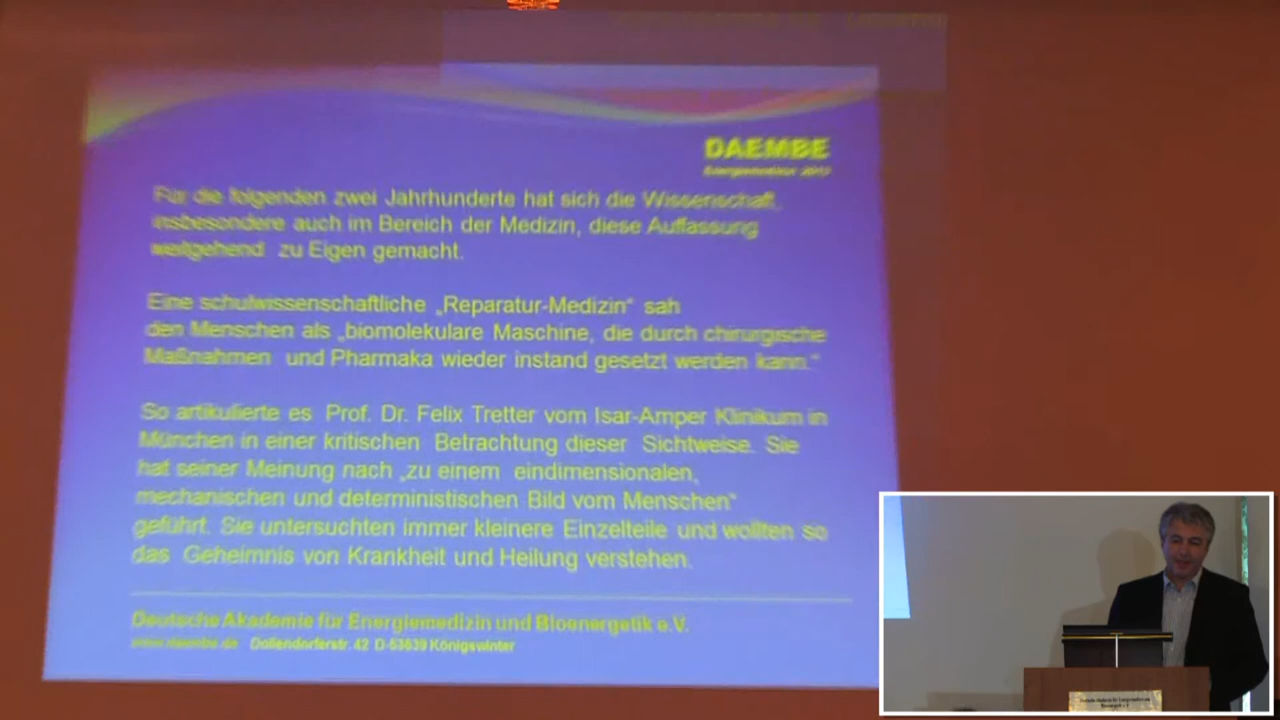 DAEMBE
Energiemedizin 2017
Für die folgenden zwei Jahrhunderte hat sich die Wissenschaft,
insbesondere auch im Bereich der Medizin, diese Auffassung
weitgehend zu Eigen gemacht.
Eine schulwissenschaftliche „Reparatur-Medizin“ sah
den Menschen als „biomolekulare Maschine, die durch chirurgische
Maßnahmen und Pharmaka wieder instand gesetzt werden kann.“
So artikulierte es Prof. Dr. Felix Tretter vom Isar-Amper Klinikum in
München in einer kritischen Betrachtung dieser Sichtweise. Sie
hat seiner Meinung nach „zu einem eindimensionalen,
mechanischen und deterministischen Bild vom Menschen“
geführt. Sie untersuchten immer kleinere Einzelteile und wollten so
das Geheimnis von Krankheit und Heilung verstehen.
Deutsche Akademie für Energiemedizin und Bioenergetik e.V.
www.daembe.de Dollendorferstr. 42 D-53639 Königswinter